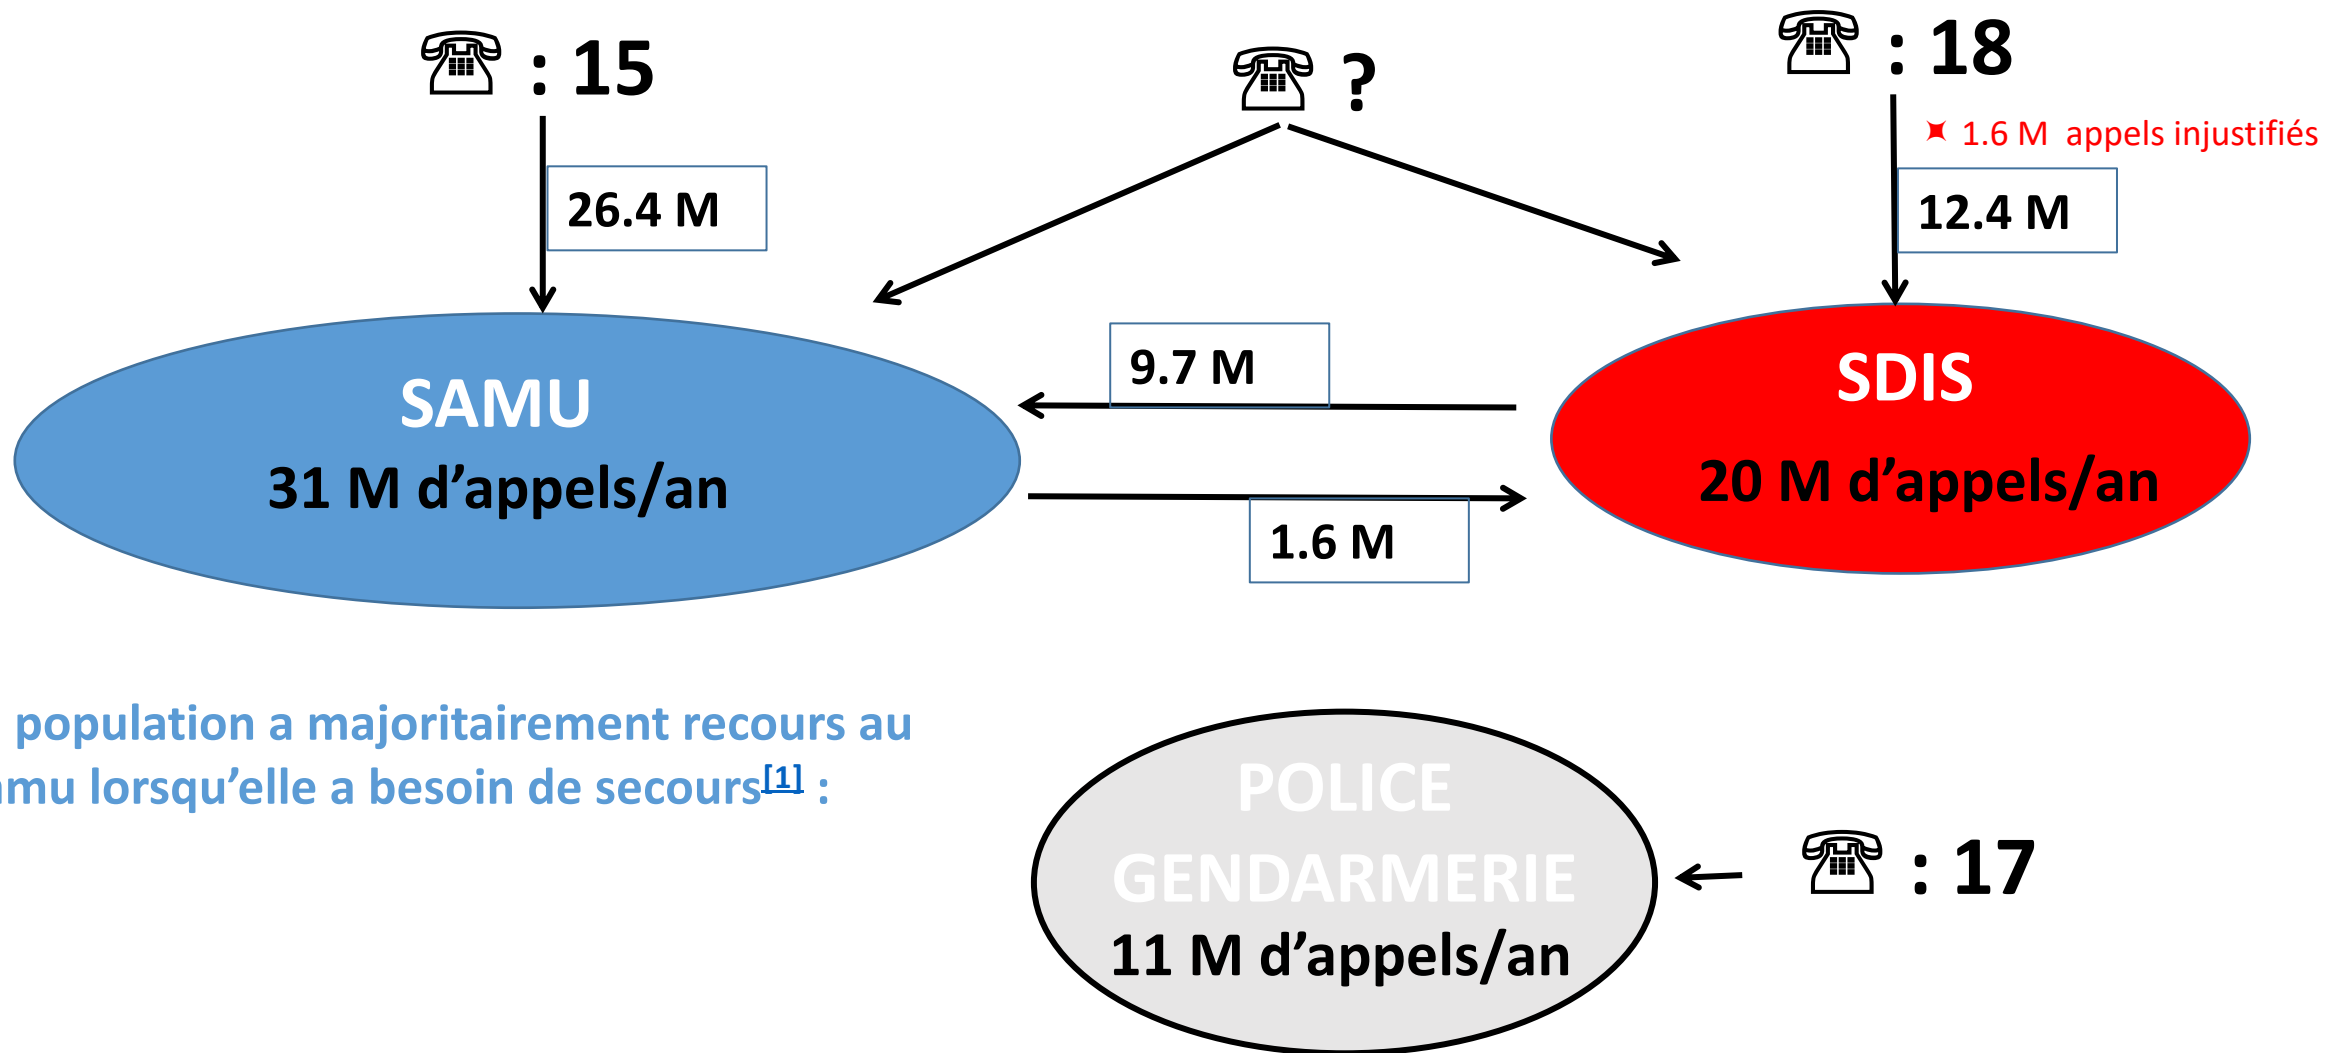 : 15
?
: 18
1.6 M appels injustifiés
26.4 M
12.4 M
9.7 M
SAMU
31 M d’appels/an
SDIS
20 M d’appels/an
1.6 M
population a majoritairement recours au
lorsqu’elle a besoin de secours[1] :
POLICE
GENDARMERIE
11 M d’appels/an
: 17